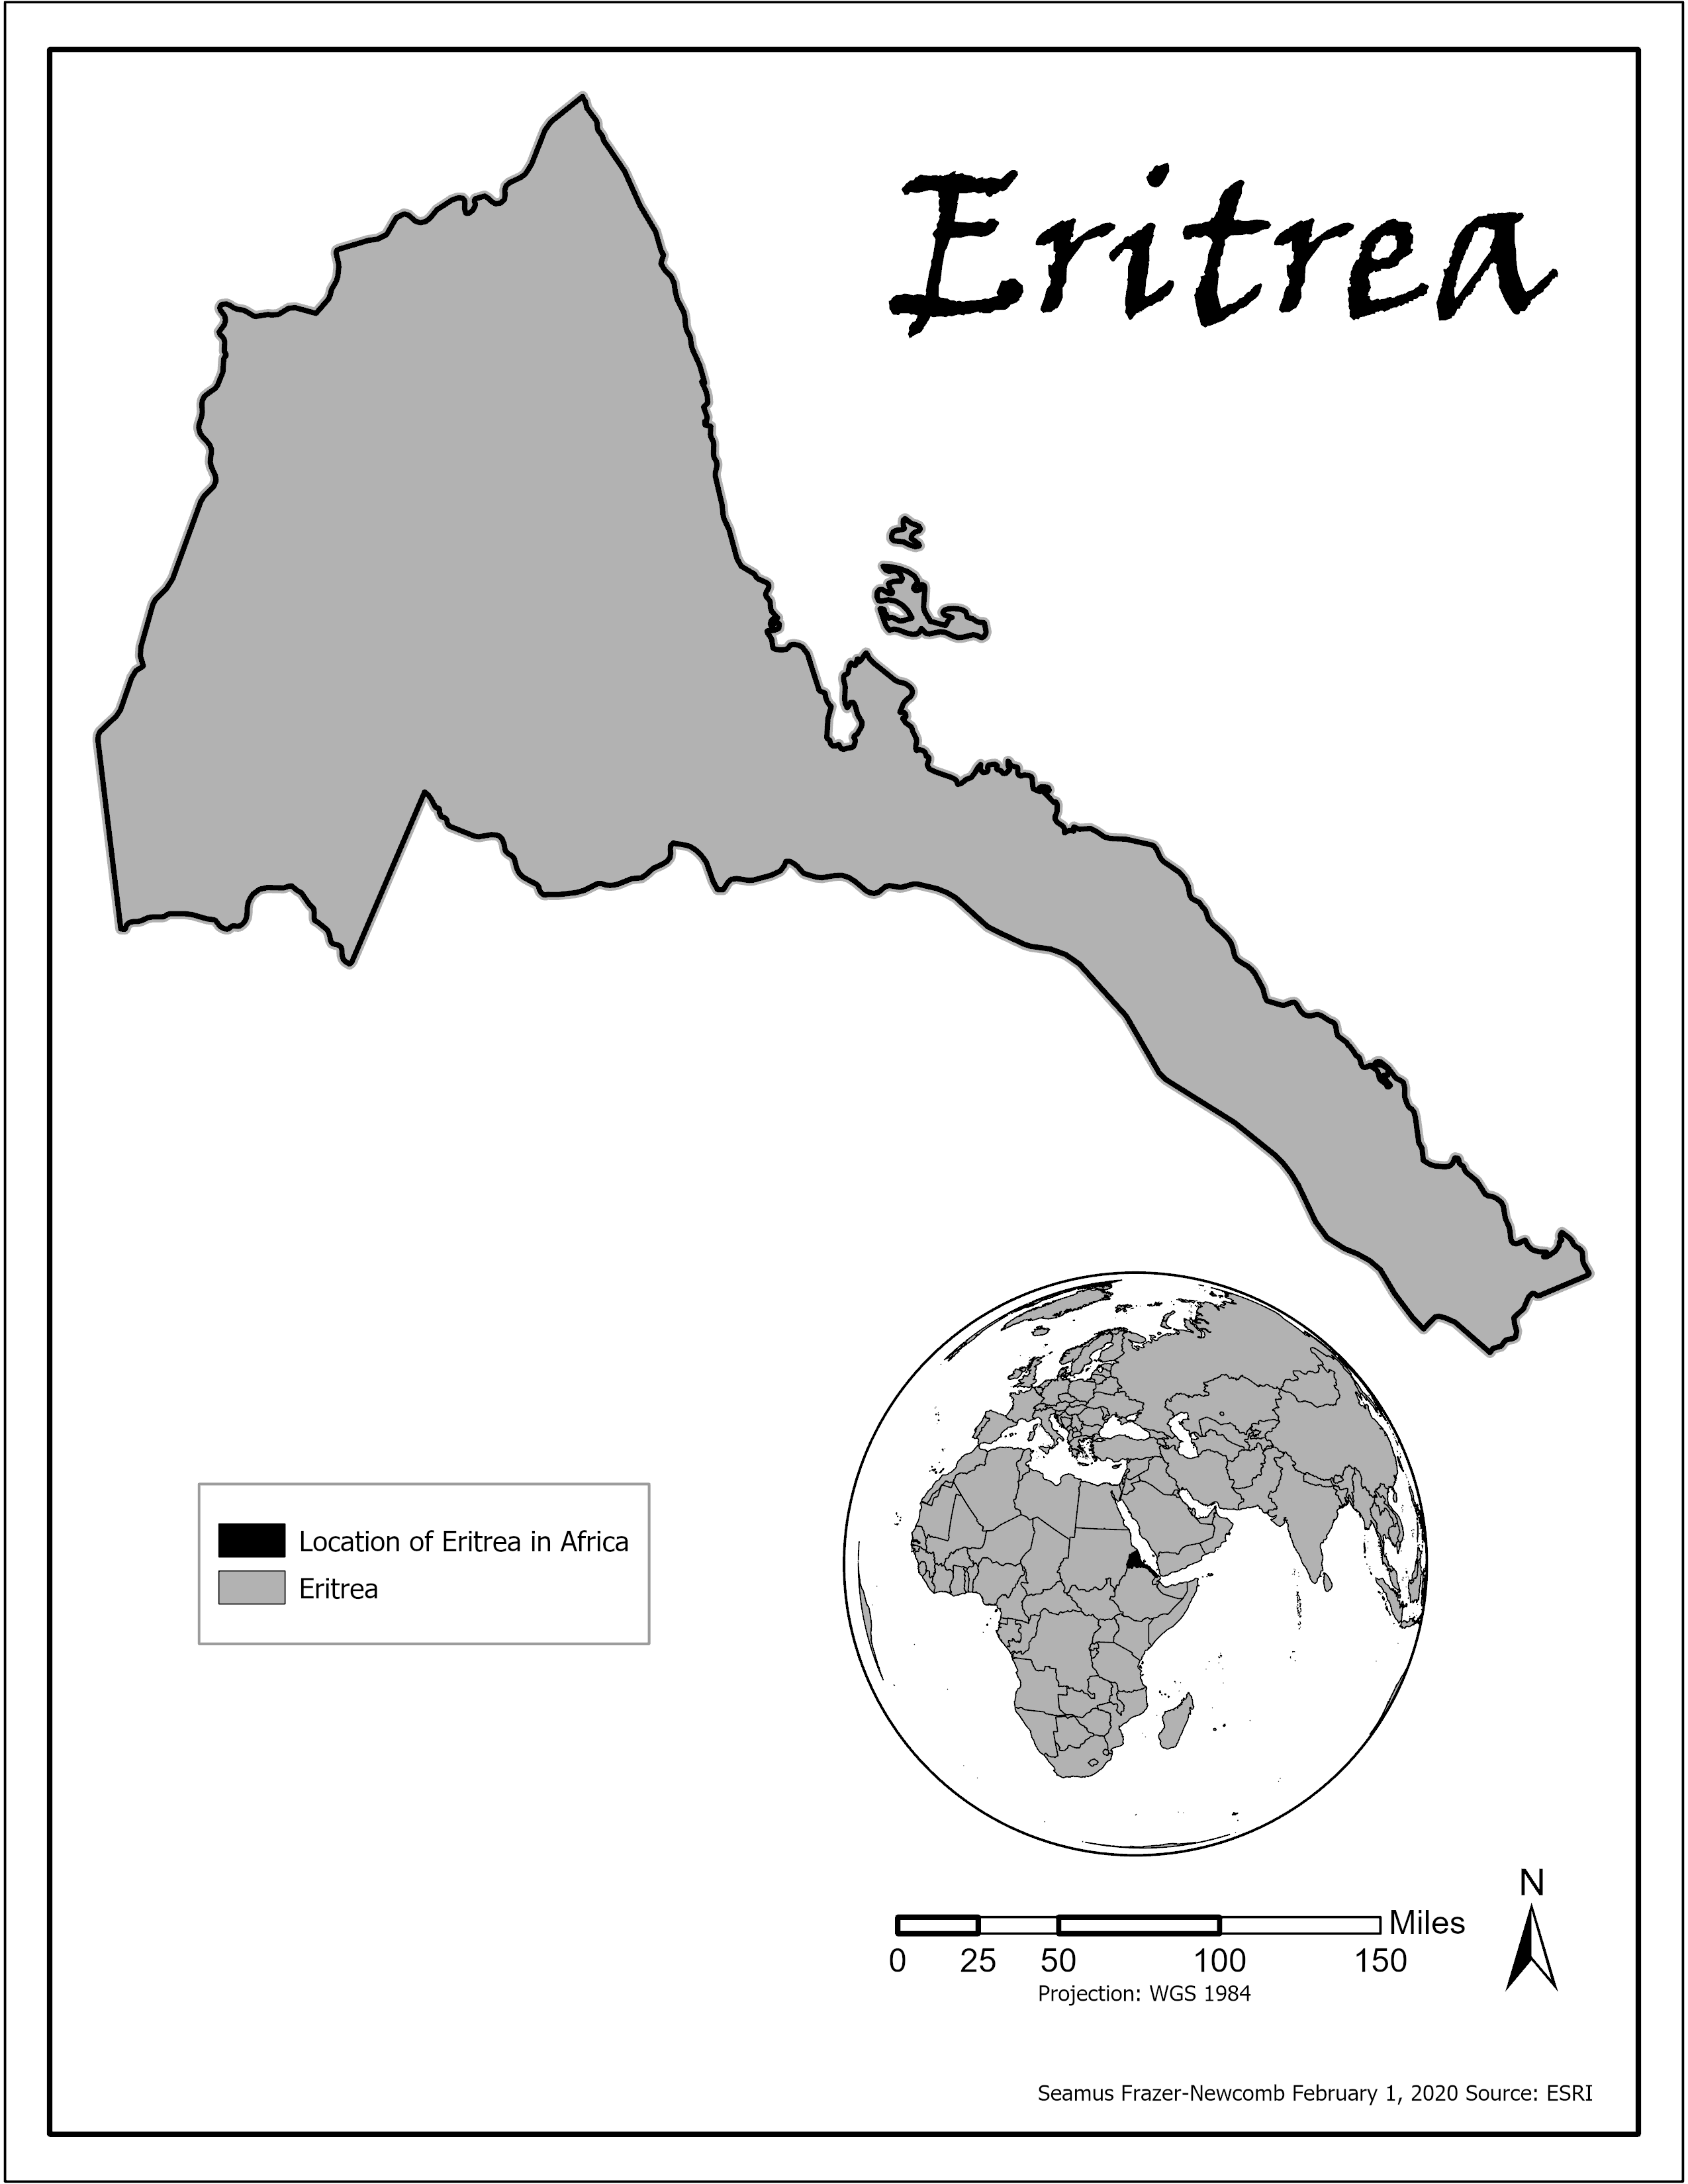 Eritrea
Location of Eritrea in Africa
Eritrea
N
Miles
0 25 50 100 150
Projection: WGS 1984
Seamus Frazer-Newcomb February 1, 2020 Source: ESRI